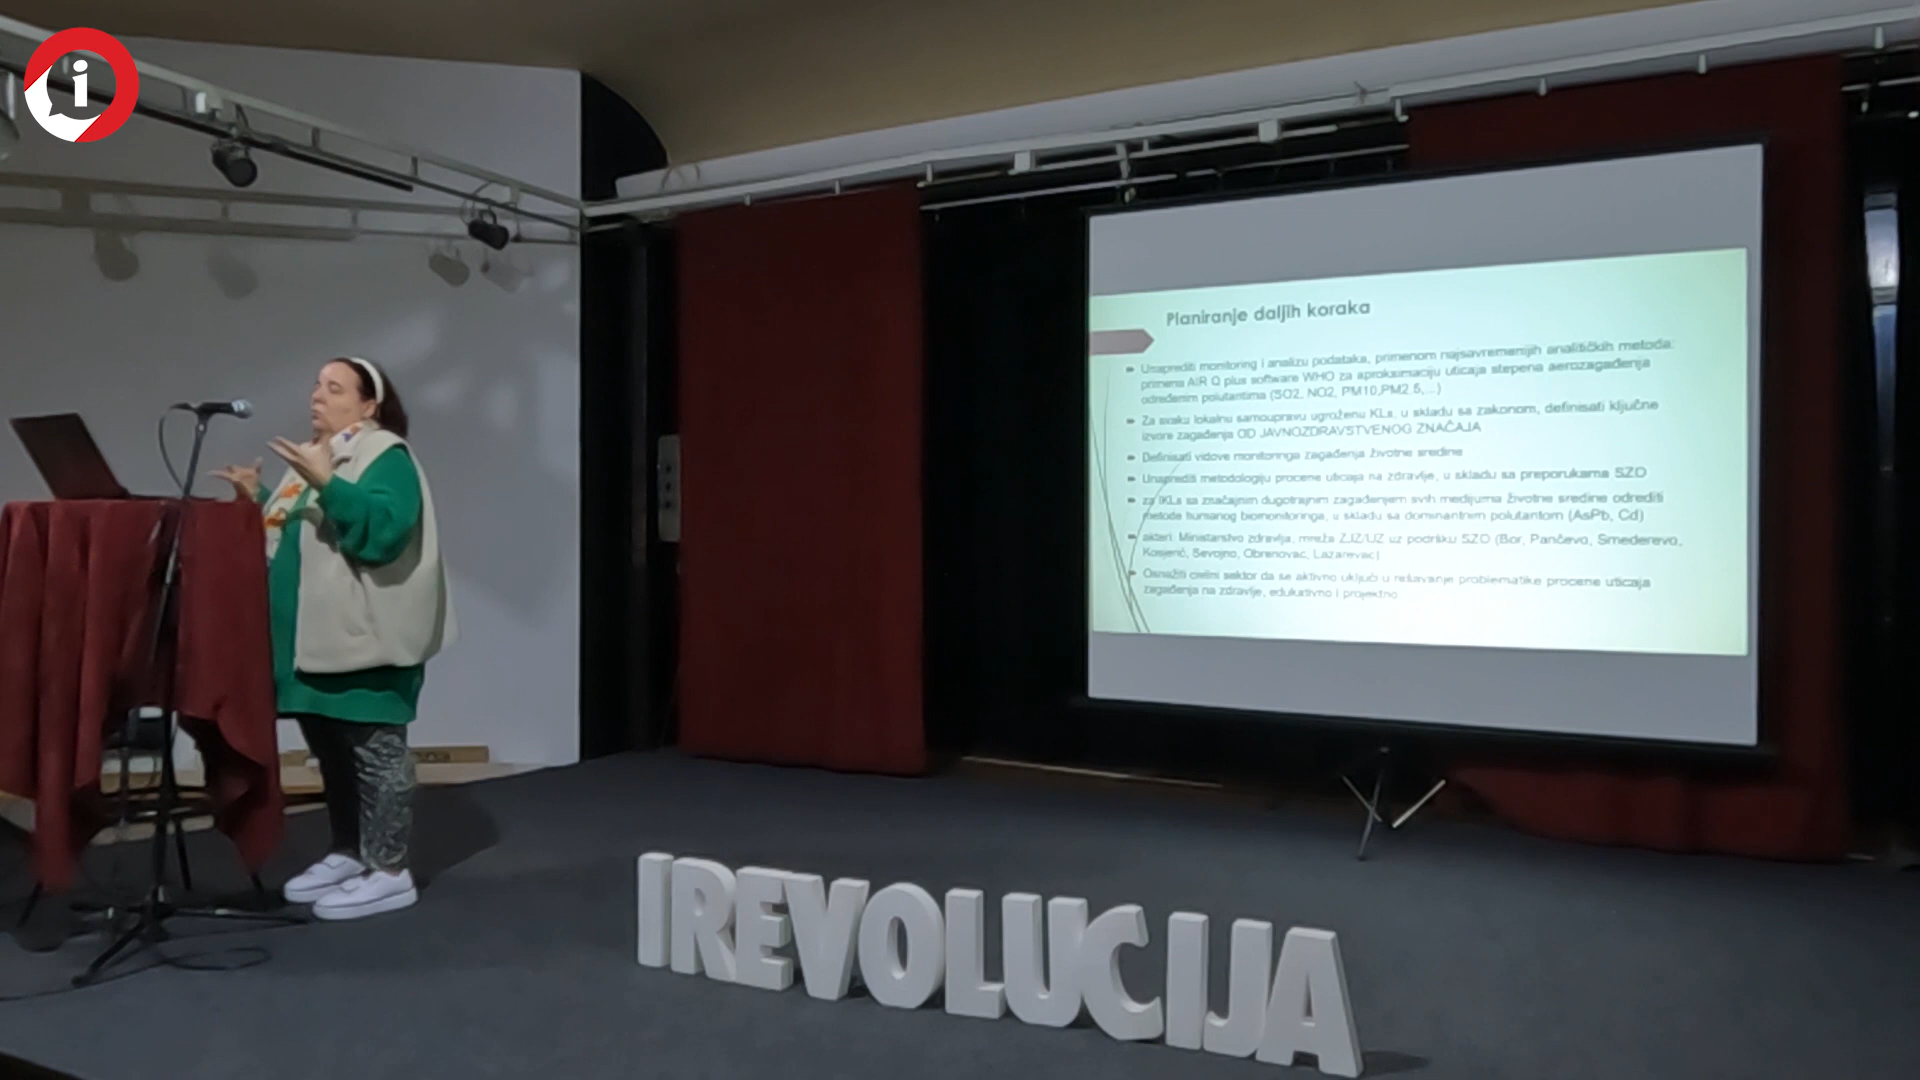 i
Planiranje daljih koraka
Unaprediti monitoring i analizu podataka, primenom najsavremenijih analitičkih metoda:
primena AIR Q plus software WHO za aproksimaciju uticaja stepena aerozagađenja
određenim polutantima (SO2, NO2, PM10,PM2.5,...)
Za svaku lokalnu samoupravu ugroženu KLs, u skladu sa zakonom, definisati ključne
izvore zagađenja OD JAVNOZDRAVSTVENOG ZNAČAJA
Definisati vidove monitoringa zagađenja životne sredine
Unaprediti metodologiju procene uticaja na zdravlje, u skladu sa preporukama SZO
za IKLs sa značajnim dugotrajnim zagađenjem svih medijuma životne sredine odrediti
metode humanog biomonitoringa, u skladu sa dominantnim polutantom (AsPb, Cd)
akteri: Ministarstvo zdravlja, mreža ZJZ/IJZ uz podršku SZO (Bor, Pančevo, Smederevo,
Kosjerić, Sevojno, Obrenovac, Lazarevac)
Osnažiti civilni sektor da se aktivno uključi u rešavanje problematike procene uticaja
zagađenja na zdravlje, edukativno i projektno
IREVOLUCIJA